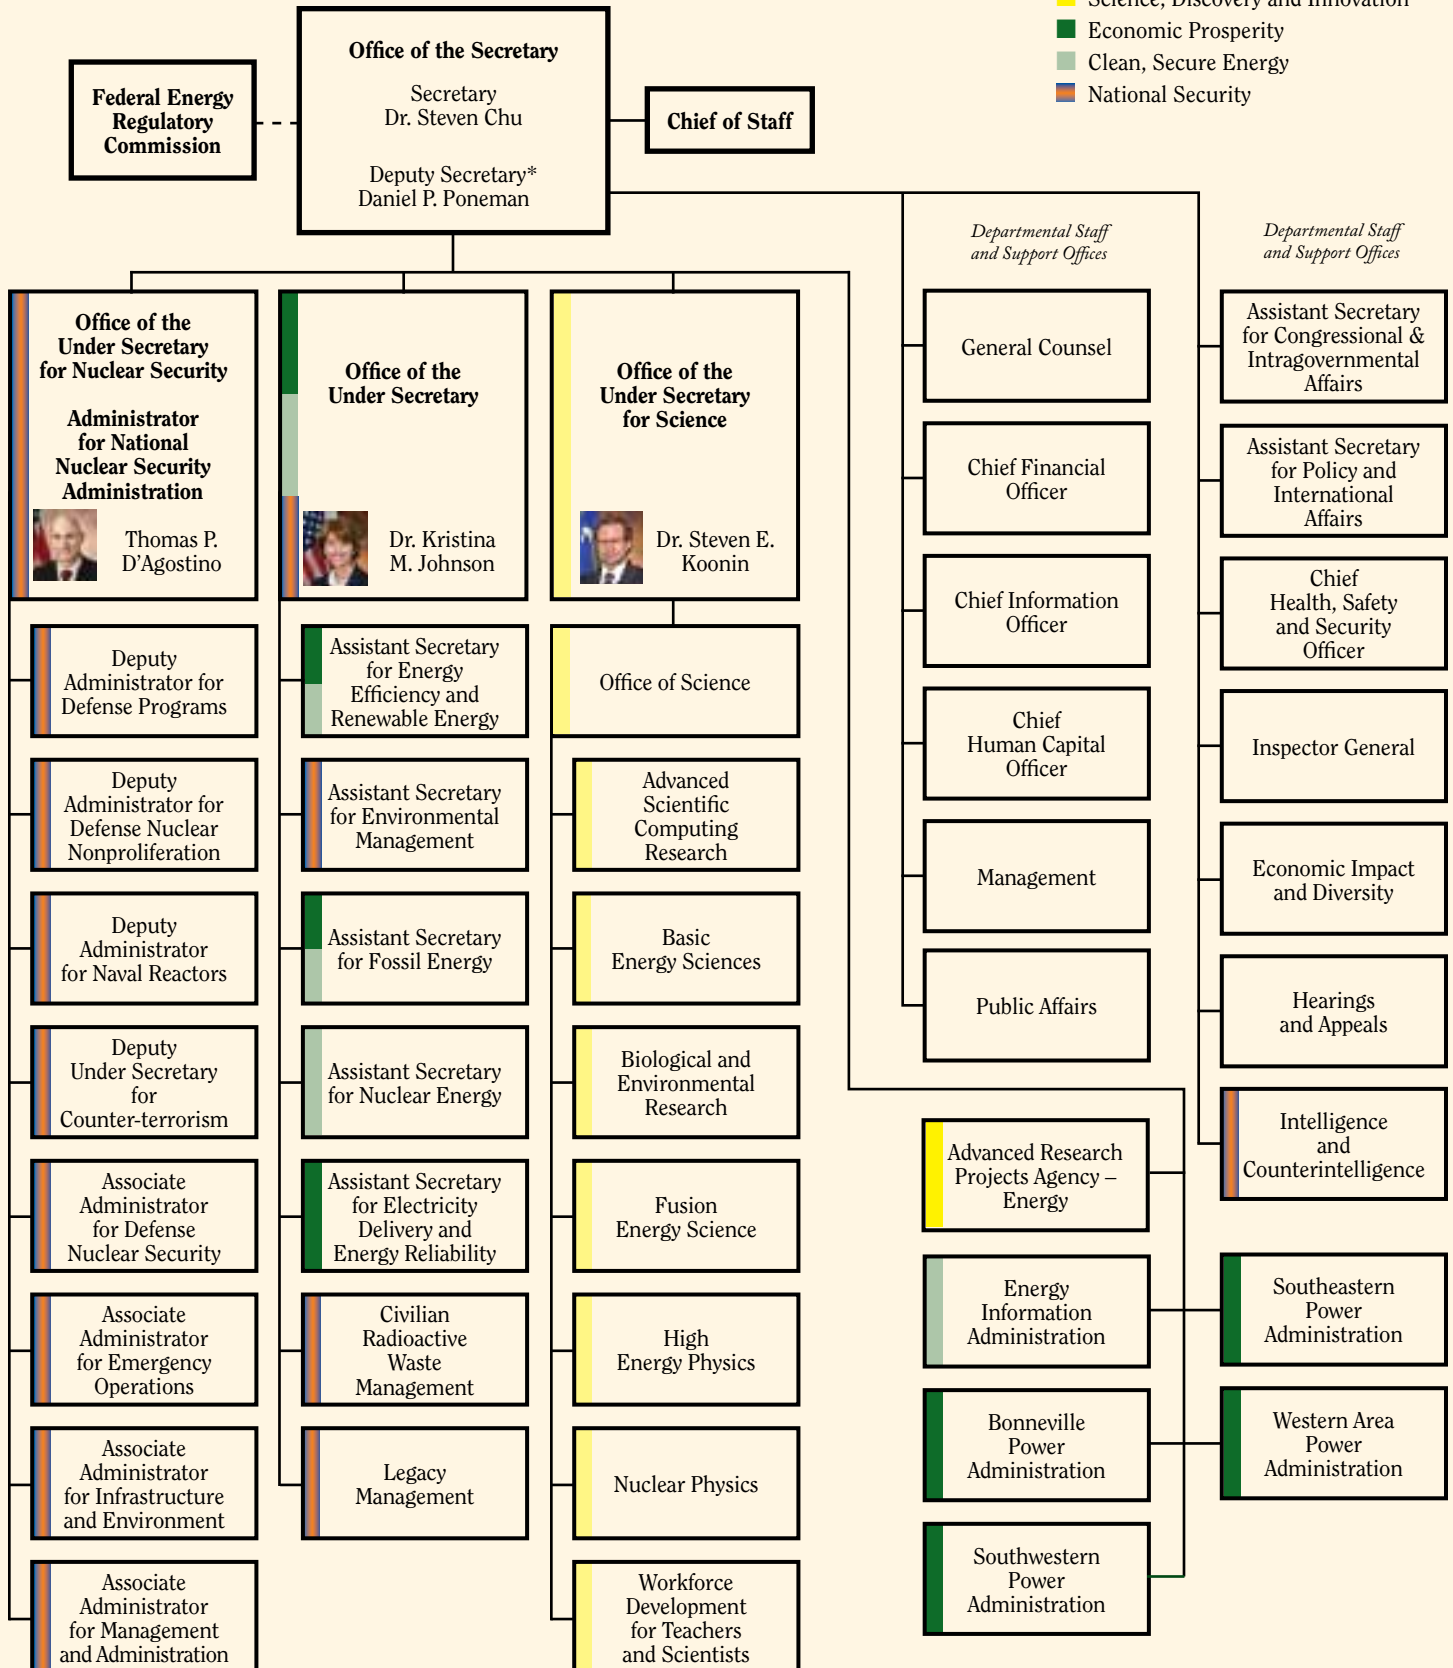 Science, Discovery and Innovation
Economic Prosperity
Clean, Secure Energy
National Security
Office of the Secretary
Secretary
Dr. Steven Chu
Deputy Secretary*
Daniel P. Poneman
Federal Energy
Regulatory
Commission
Chief of Staff
Office of the
Under Secretary
for Nuclear Security
Administrator
for National
Nuclear Security
Administration
Thomas P.
D'Agostino
Deputy
Administrator for
Defense Programs
Deputy
Administrator for
Defense Nuclear
Nonproliferation
Deputy
Administrator
for Naval Reactors
Deputy
Under Secretary
for
Counter-terrorism
Associate
Administrator
for Defense
Nuclear Security
Associate
Administrator
for Emergency
Operations
Associate
Administrator
for Infrastructure
and Environment
Associate
Administrator
for Management
and Administration
Office of the
Under Secretary
Dr. Kristina
M. Johnson
Assistant Secretary
for Energy
Efficiency and
Renewable Energy
Assistant Secretary
for Environmental
Management
Assistant Secretary
for Fossil Energy
Assistant Secretary
for Nuclear Energy
Assistant Secretary
for Electricity
Delivery and
Energy Reliability
Civilian
Radioactive
Waste
Management
Legacy
Management
Office of the
Under Secretary
for Science
Dr. Steven E.
Koonin
Office of Science
Advanced
Scientific
Computing
Research
Basic
Energy Sciences
Biological and
Environmental
Research
Fusion
Energy Science
High
Energy Physics
Nuclear Physics
Workforce
Development
for Teachers
and Scientists
Departmental Staff
and Support Offices
General Counsel
Chief Financial
Officer
Chief Information
Officer
Chief
Human Capital
Officer
Management
Public Affairs
Departmental Staff
and Support Offices
Assistant Secretary
for Congressional &
Intragovernmental
Affairs
Assistant Secretary
for Policy and
International
Affairs
Chief
Health, Safety
and Security
Officer
Inspector General
Economic Impact
and Diversity
Hearings
and Appeals
Intelligence
and
Counterintelligence
Advanced Research
Projects Agency –
Energy
Energy
Information
Administration
Bonneville
Power
Administration
Southwestern
Power
Administration
Southeastern
Power
Administration
Western Area
Power
Administration